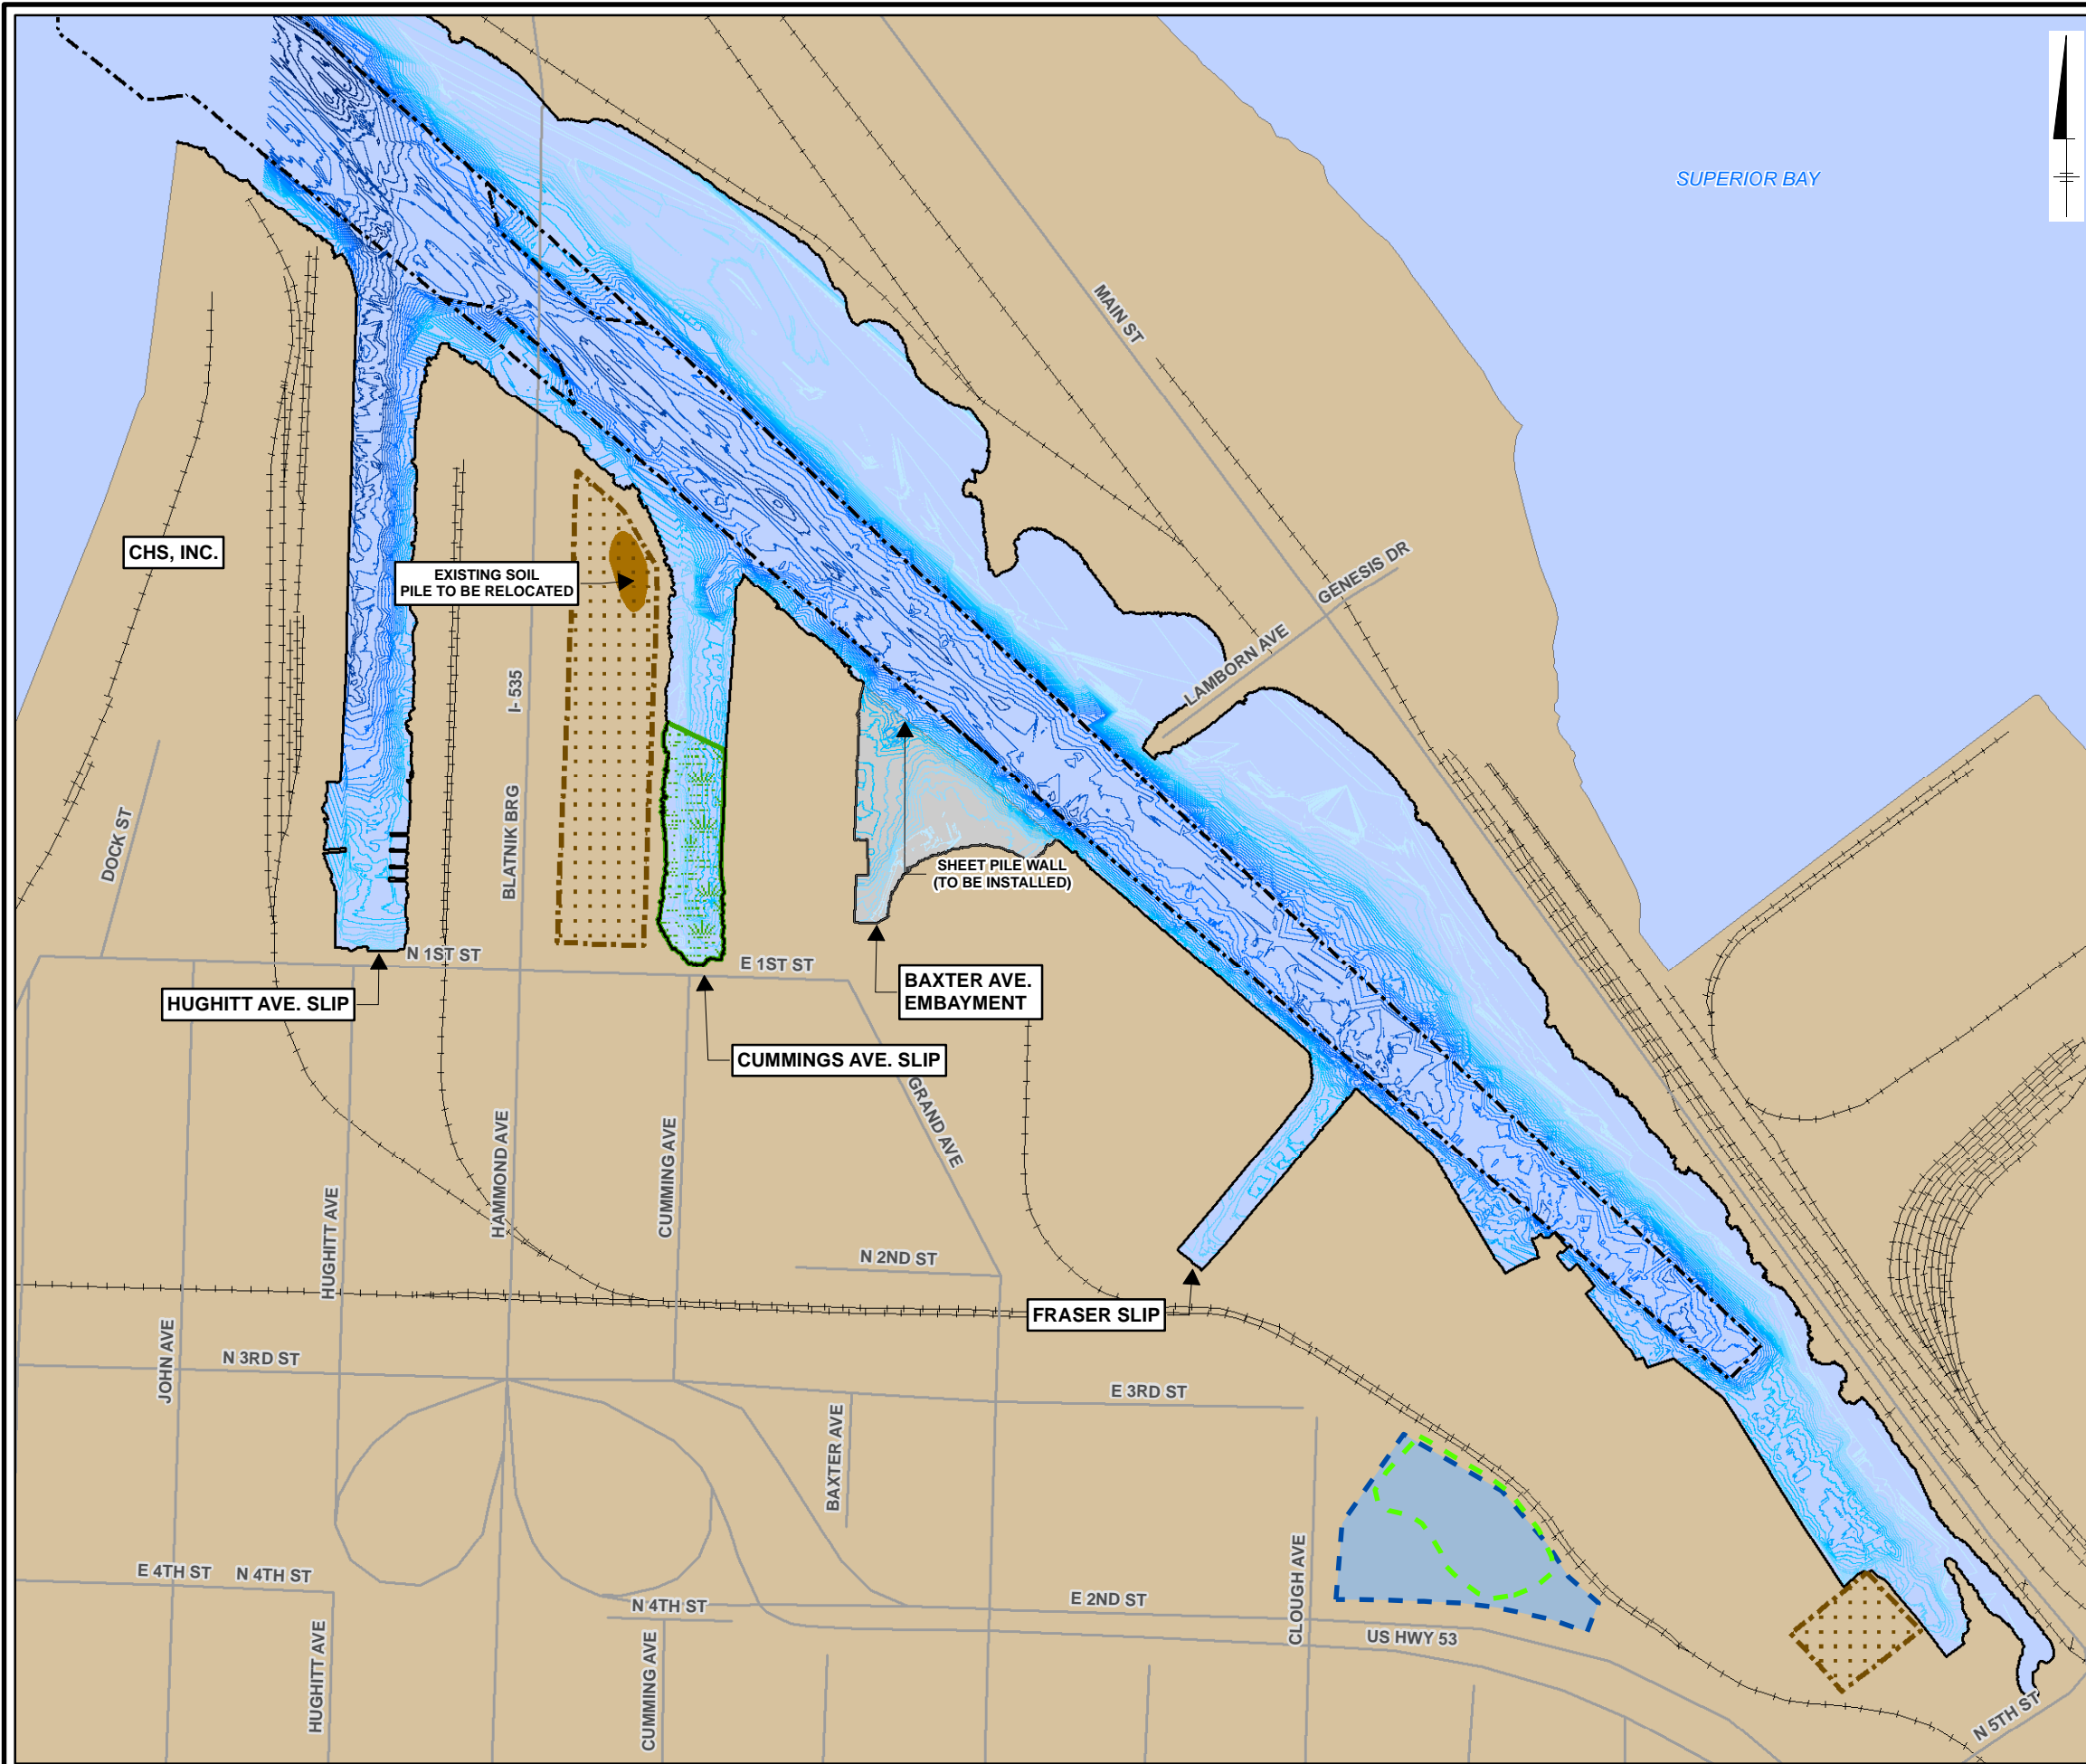 SUPERIOR BAY
MAIN ST
GENESIS DR
LAMBORN AVE
CHS, INC.
EXISTING SOIL
PILE TO BE RELOCATED
I- 535
BLATNIK BRG
DOCK ST
SHEET PILE WALL
(TO BE INSTALLED)
N 1ST ST
E 1ST ST
HUGHITT AVE. SLIP
BAXTER AVE.
EMBAYMENT
CUMMINGS AVE. SLIP
GRAND AVE
HUGHITT AVE
HAMMOND AVE
CUMMING AVE
N 2ND ST
FRASER SLIP
JOHN AVE
N 3RD ST
E 3RD ST
BAXTER AVE
CLOUGH AVE
E 4TH ST
N 4TH ST
N 4TH ST
E 2ND ST
US HWY 53
HUGHITT AVE
CUMMING AVE
N 5TH ST